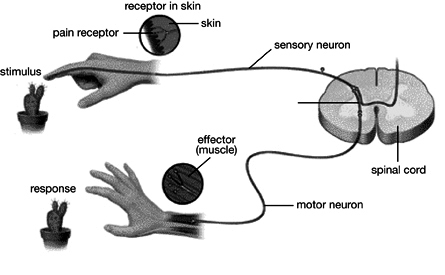 receptor in skin
skin
pain receptor
sensory neuron
stimulus
effector
(muscle)
spinal cord
response
motor neuron